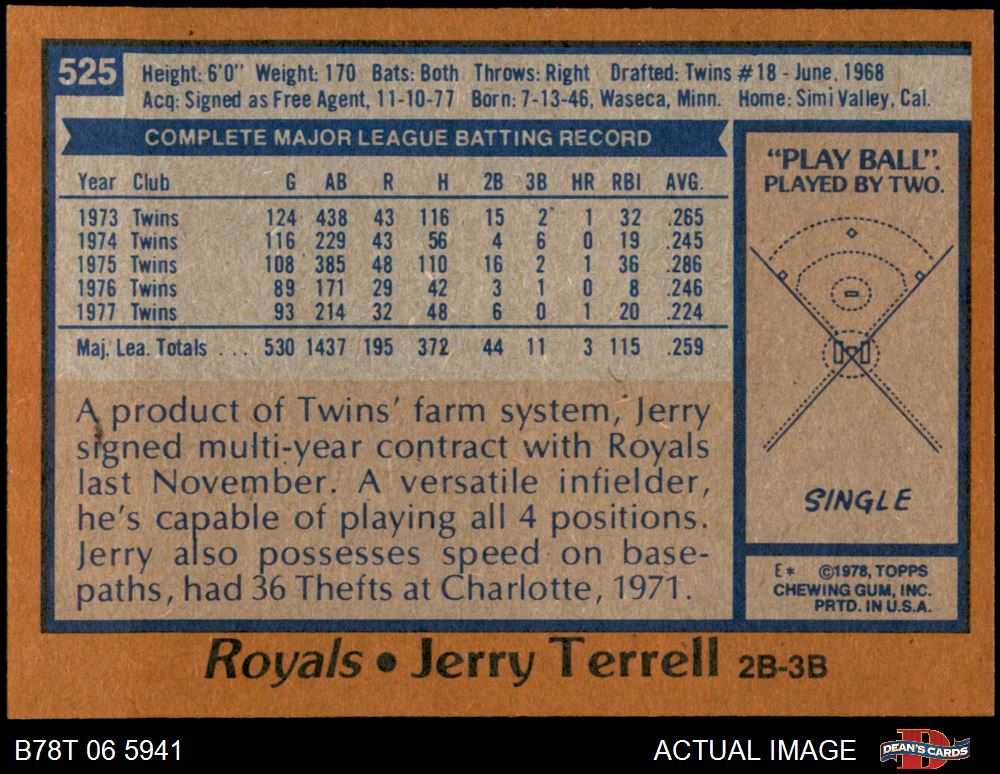 525
Height: 6'0" Weight: 170 Bats: Both Throws: Right Drafted: Twins #18 - June, 1968
Acq: Signed as Free Agent, 11-10-77 Born: 7-13-46, Waseca, Minn. Home: Simi Valley, Cal.
COMPLETE MAJOR LEAGUE BATTING RECORD
Year Club G AB R H 2B 3B HR RBI AVG.
1973 Twins 124 438 43 116 15 2 1 32 .265
1974 Twins 116 229 43 56 4 6 0 19 .245
1975 Twins 108 385 48 110 16 2 1 36 .286
1976 Twins 89 171 29 42 3 1 0 8 .246
1977 Twins 93 214 32 48 6 0 1 20 .224
Maj. Lea. Totals ... 530 1437 195 372 44 11 3 115 .259
A product of Twins' farm system, Jerry
signed multi-year contract with Royals
last November. A versatile infielder,
he's capable of playing all 4 positions.
Jerry also possesses speed on base-
paths, had 36 Thefts at Charlotte, 1971.
"PLAY BALL".
PLAYED BY TWO.
SINGLE
E* ©1978, TOPPS
CHEWING GUM, INC.
PRTD. IN U.S.A.
Royals • Jerry Terrell 2B-3B
B78T 06 5941 ACTUAL IMAGE DEAN'S CARDS